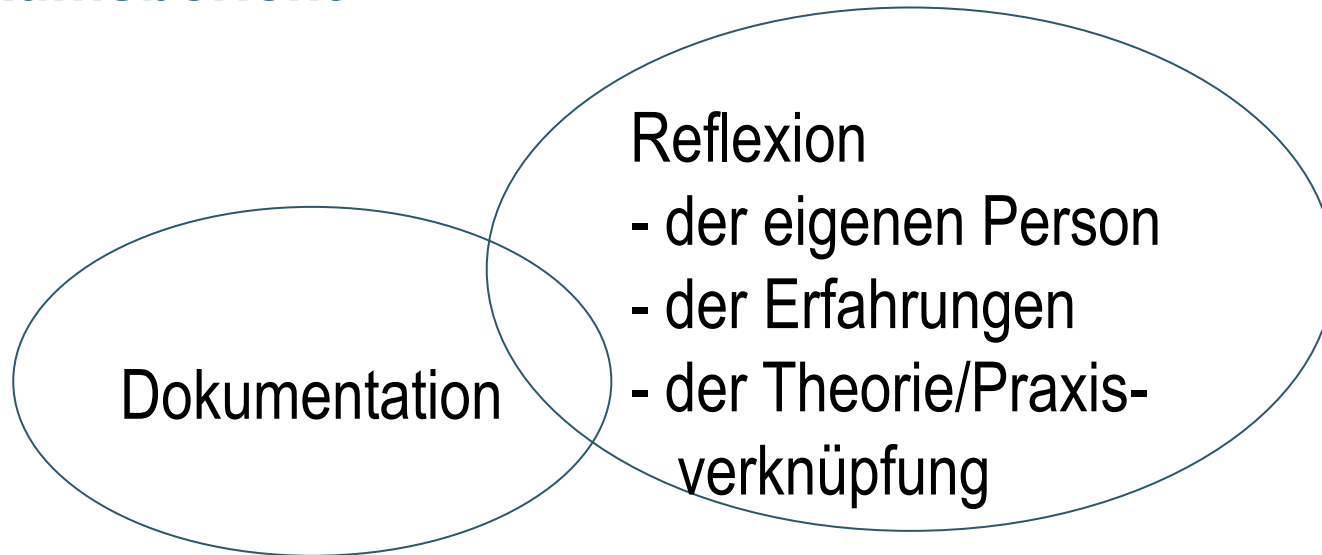 Reflexion
- der eigenen Person
- der Erfahrungen
- der Theorie/Praxis-
verknüpfung
Dokumentation